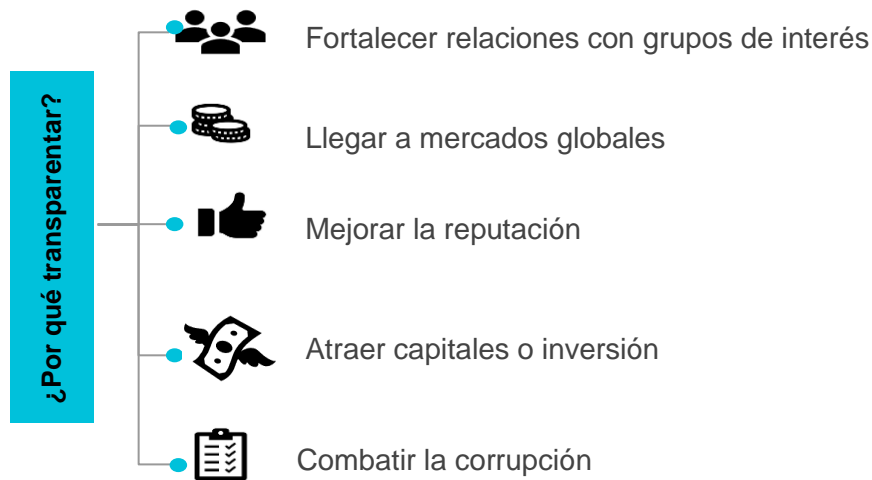 ¿Por qué transparentar?
Fortalecer relaciones con grupos de interés
Llegar a mercados globales
Mejorar la reputación
Atraer capitales o inversión
Combatir la corrupción